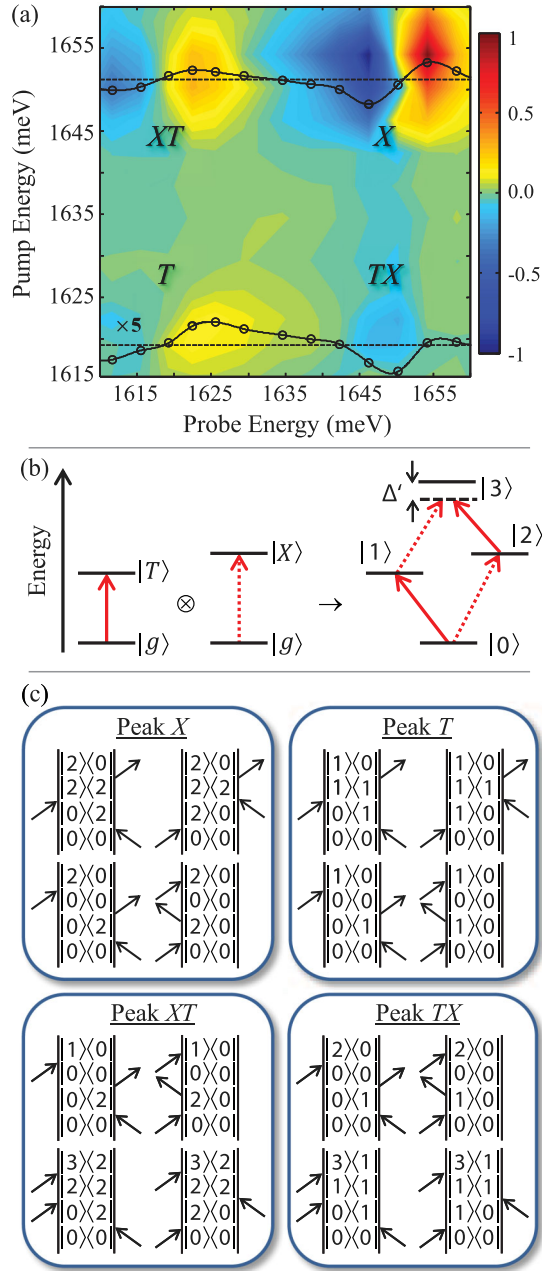 (a)
1655
1645
1635
1625
1615
Pump Energy (meV)
XT
X
T
TX
×5
1615
1625
1635
1645
1655
Probe Energy (meV)
1
0.5
0.0
-0.5
-1
(b)
Energy
|T⟩
|g⟩
⊗
|X⟩
|g⟩
→
Δ‘
|3⟩
|2⟩
|1⟩
|0⟩
(c)
Peak X
|2⟩⟨0| |2⟩⟨0|
|2⟩⟨2| |2⟩⟨2|
|0⟩⟨2| |2⟩⟨0|
|0⟩⟨0| |0⟩⟨0|
|2⟩⟨0| |2⟩⟨0|
|0⟩⟨0| |0⟩⟨0|
|0⟩⟨2| |2⟩⟨0|
|0⟩⟨0| |0⟩⟨0|
Peak T
|1⟩⟨0| |1⟩⟨0|
|1⟩⟨1| |1⟩⟨1|
|0⟩⟨1| |1⟩⟨0|
|0⟩⟨0| |0⟩⟨0|
|1⟩⟨0| |1⟩⟨0|
|0⟩⟨0| |0⟩⟨0|
|0⟩⟨1| |1⟩⟨0|
|0⟩⟨0| |0⟩⟨0|
Peak XT
|1⟩⟨0| |1⟩⟨0|
|0⟩⟨0| |0⟩⟨0|
|0⟩⟨2| |2⟩⟨0|
|0⟩⟨0| |0⟩⟨0|
|3⟩⟨2| |3⟩⟨2|
|2⟩⟨2| |2⟩⟨2|
|0⟩⟨2| |2⟩⟨0|
|0⟩⟨0| |0⟩⟨0|
Peak TX
|2⟩⟨0| |2⟩⟨0|
|0⟩⟨0| |0⟩⟨0|
|0⟩⟨1| |1⟩⟨0|
|0⟩⟨0| |0⟩⟨0|
|3⟩⟨1| |3⟩⟨1|
|1⟩⟨1| |1⟩⟨1|
|0⟩⟨1| |1⟩⟨0|
|0⟩⟨0| |0⟩⟨0|